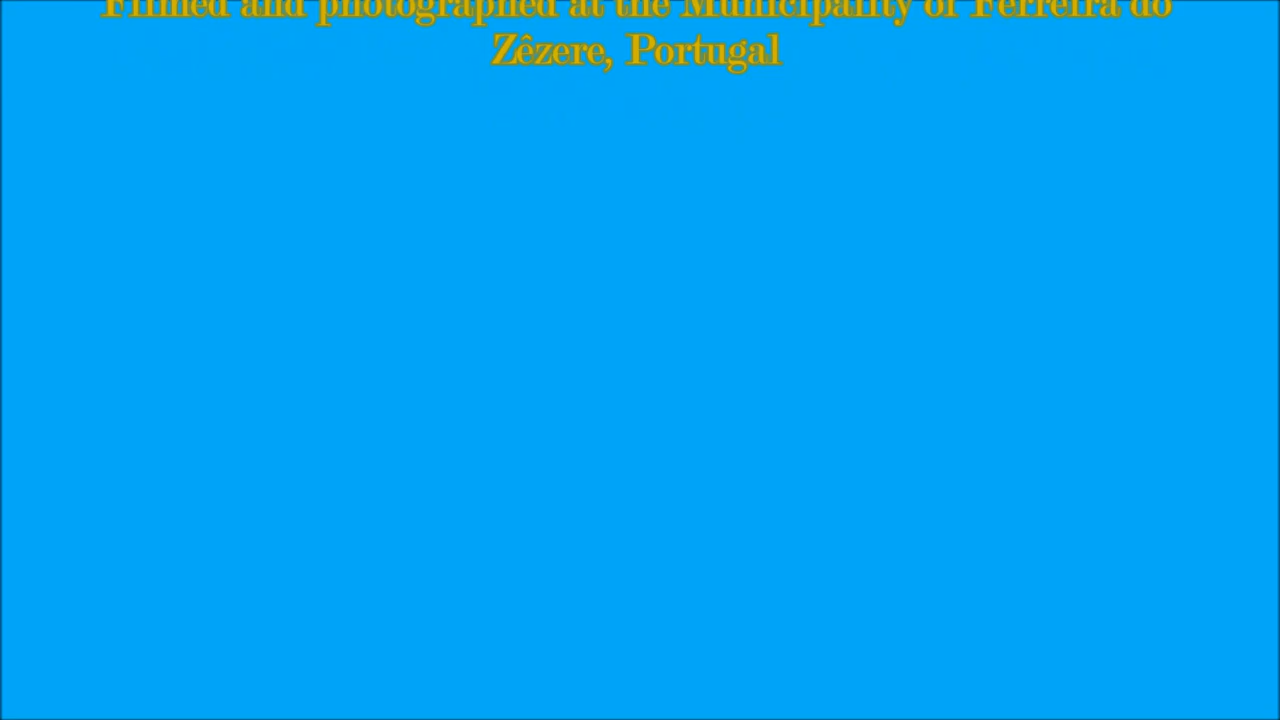 Filmed and photographed at the Municipality of Ferreira do
Zêzere, Portugal